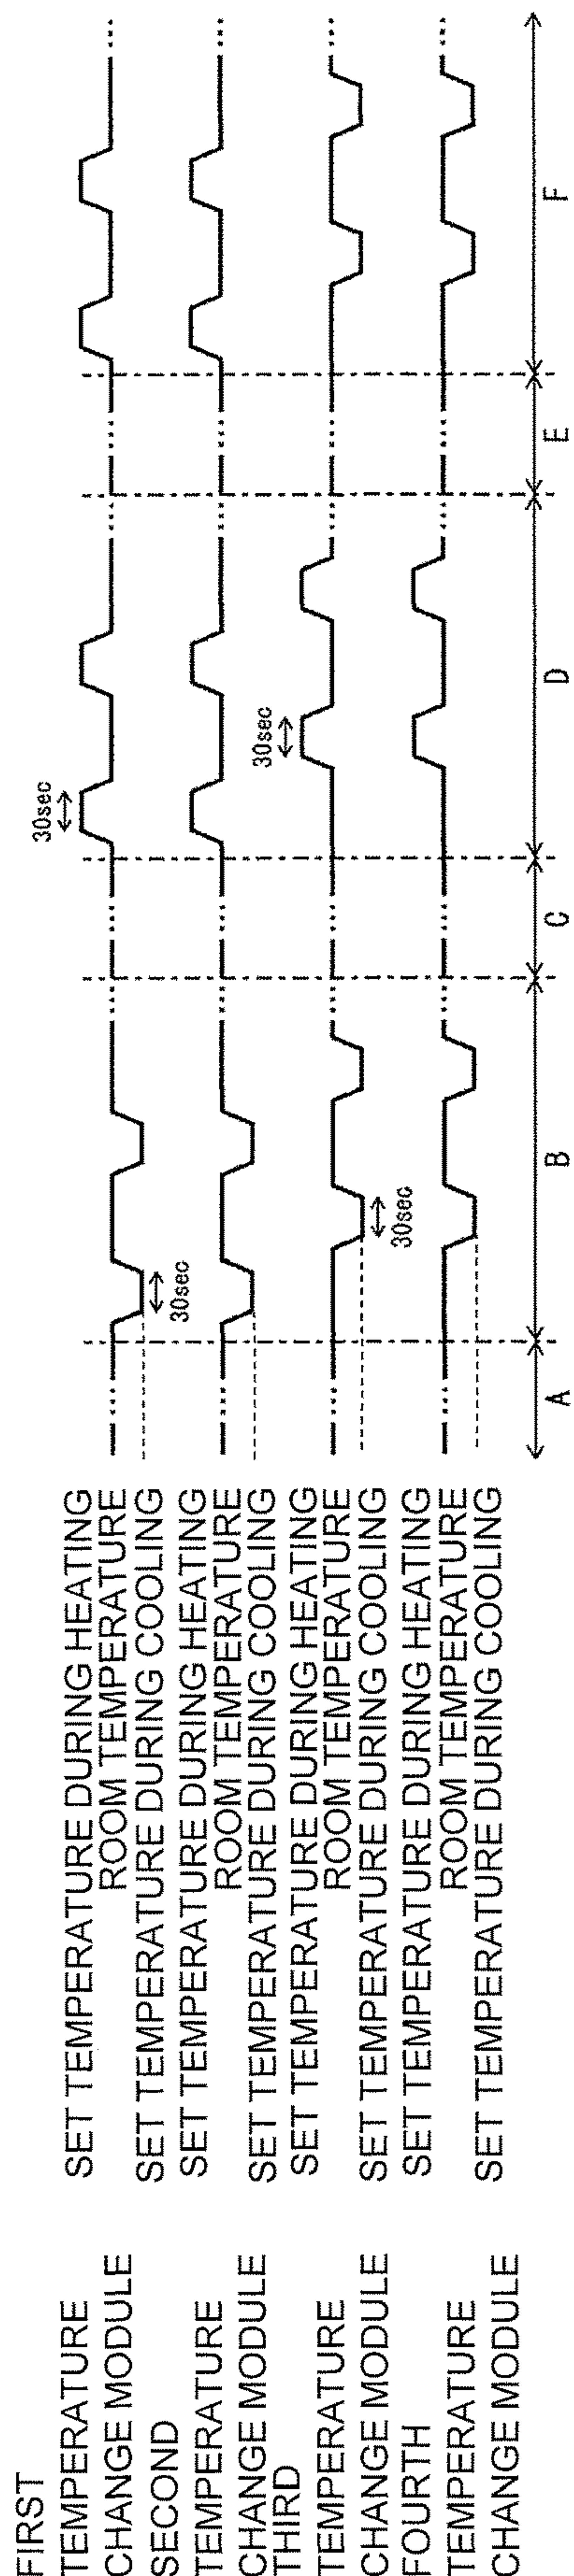 FIRST
TEMPERATURE
CHANGE MODULE
SET TEMPERATURE DURING HEATING
ROOM TEMPERATURE
SET TEMPERATURE DURING COOLING
30sec
30sec
SECOND
TEMPERATURE
CHANGE MODULE
SET TEMPERATURE DURING HEATING
ROOM TEMPERATURE
SET TEMPERATURE DURING COOLING
THIRD
TEMPERATURE
CHANGE MODULE
SET TEMPERATURE DURING HEATING
ROOM TEMPERATURE
SET TEMPERATURE DURING COOLING
30sec
30sec
FOURTH
TEMPERATURE
CHANGE MODULE
SET TEMPERATURE DURING HEATING
ROOM TEMPERATURE
SET TEMPERATURE DURING COOLING
A B C D E F